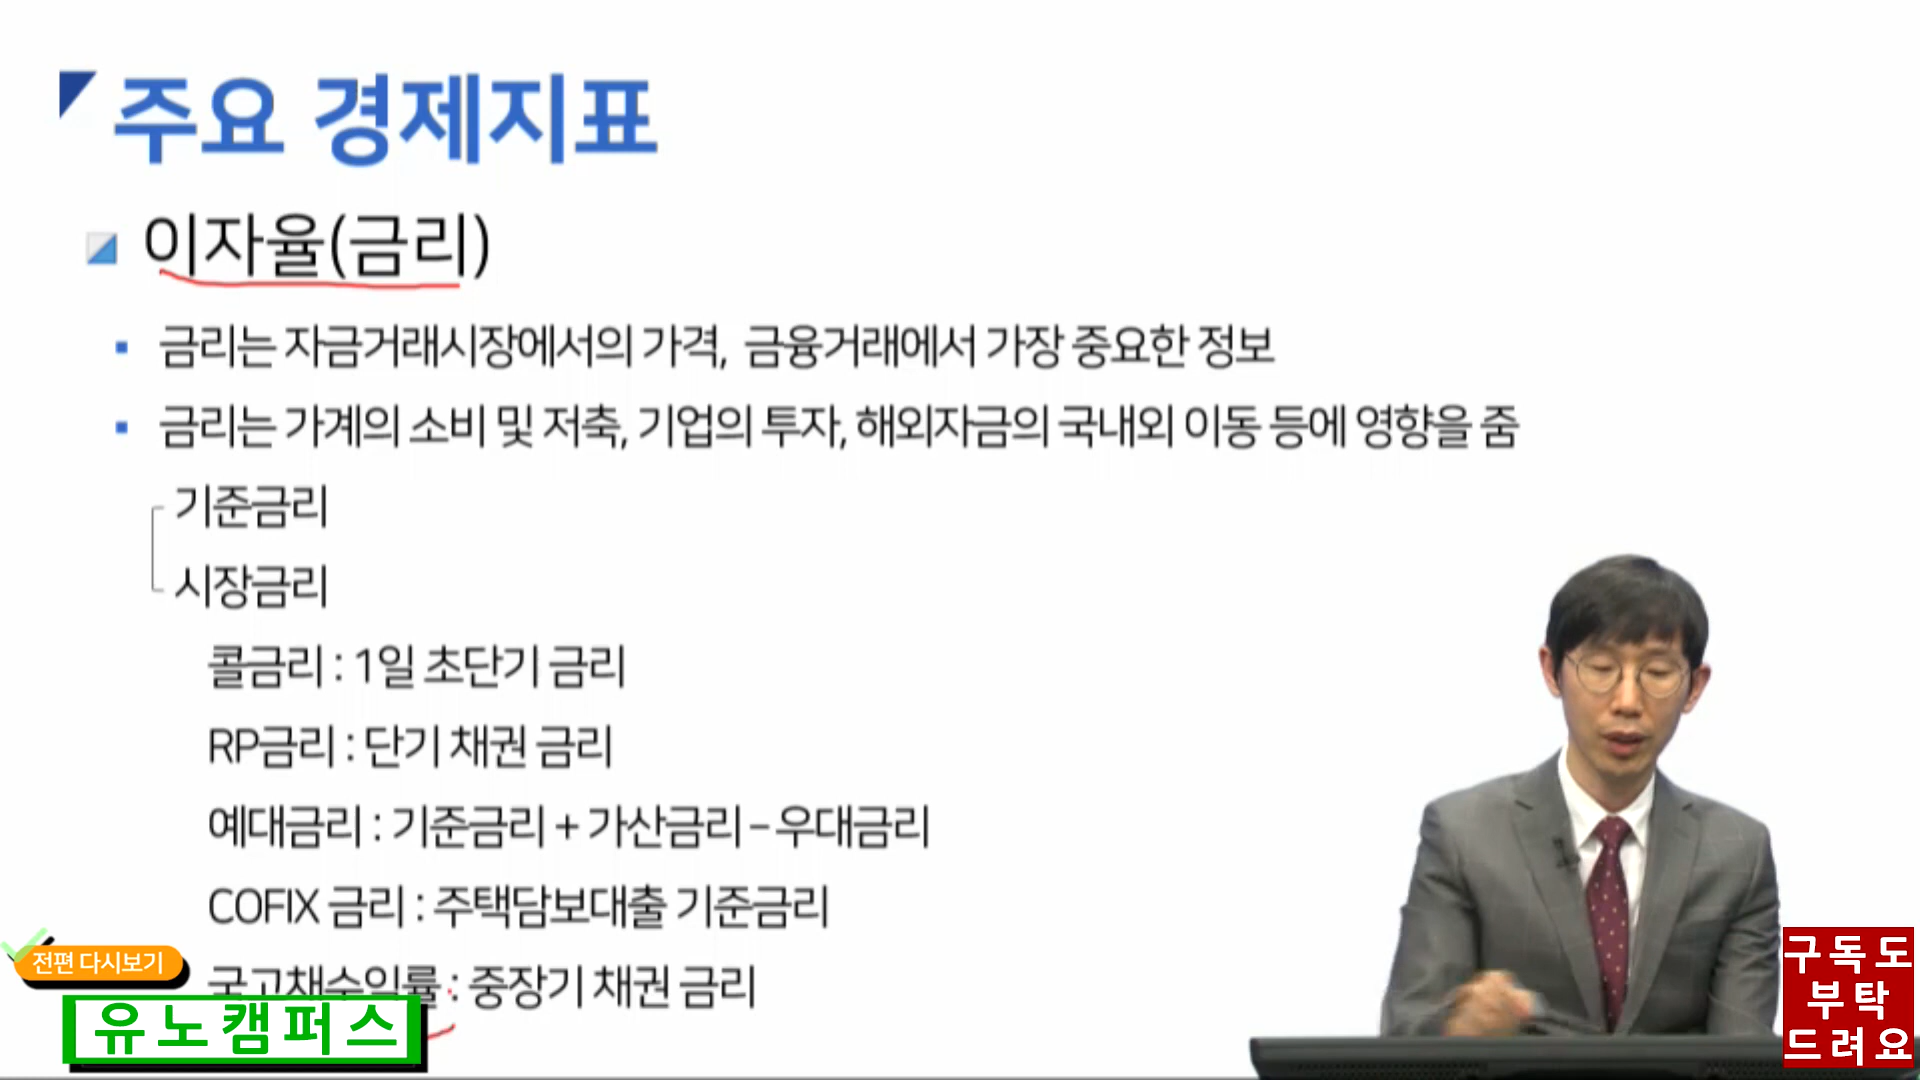 주요 경제지표
이자율(금리)
▪ 금리는 자금거래시장에서의 가격, 금융거래에서 가장 중요한 정보
▪ 금리는 가계의 소비 및 저축, 기업의 투자, 해외자금의 국내외 이동 등에 영향을 줌
기준금리
시장금리
콜금리 : 1일 초단기 금리
RP금리 : 단기 채권 금리
예대금리 : 기준금리 + 가산금리 – 우대금리
COFIX 금리 : 주택담보대출 기준금리
국고채수익률 : 중장기 채권 금리
전편 다시보기
유노캠퍼스
구독도
부탁
드려요